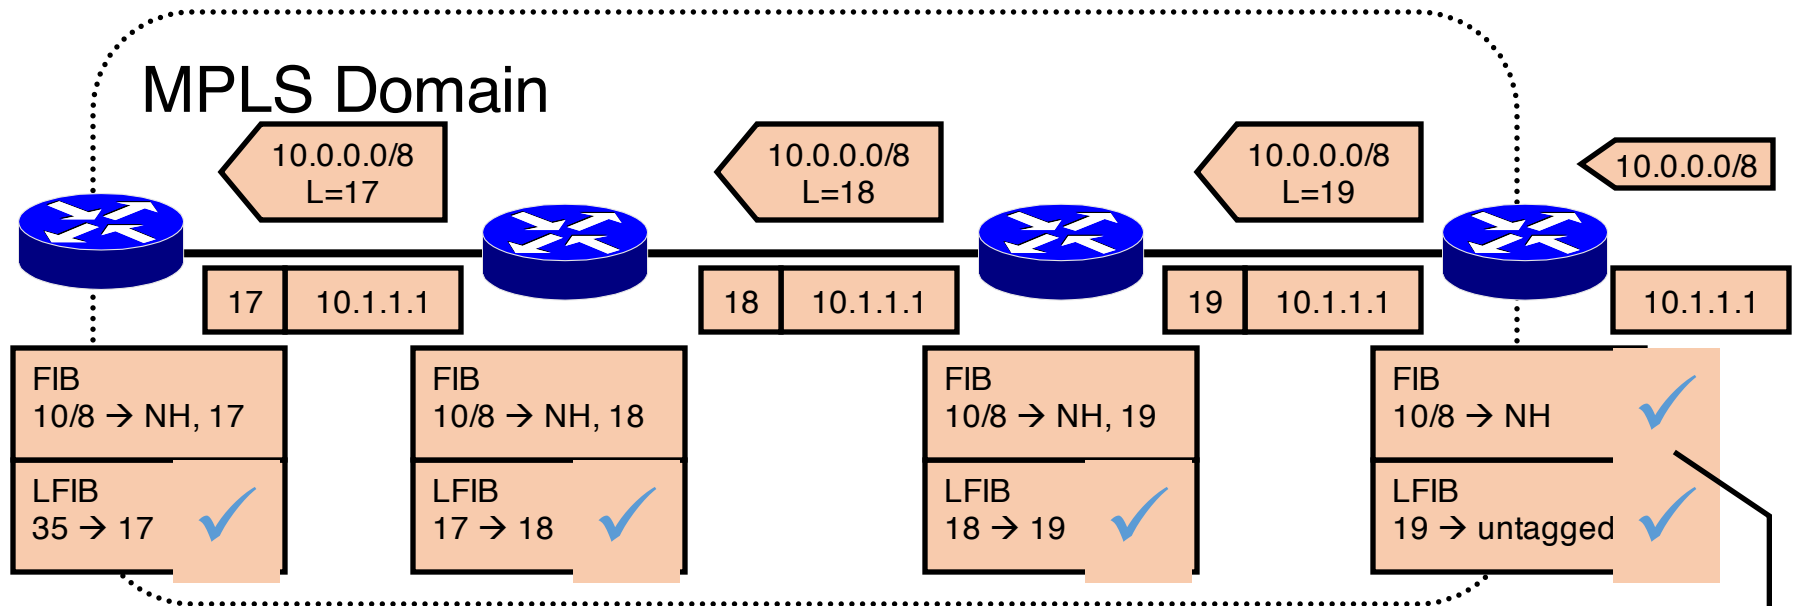 MPLS Domain
10.0.0.0/8
L=17
10.0.0.0/8
L=18
10.0.0.0/8
L=19
10.0.0.0/8
17 10.1.1.1
18 10.1.1.1
19 10.1.1.1
10.1.1.1
FIB
10/8 → NH, 17
LFIB
35 → 17
FIB
10/8 → NH, 18
LFIB
17 → 18
FIB
10/8 → NH, 19
LFIB
18 → 19
FIB
10/8 → NH
LFIB
19 → untagged